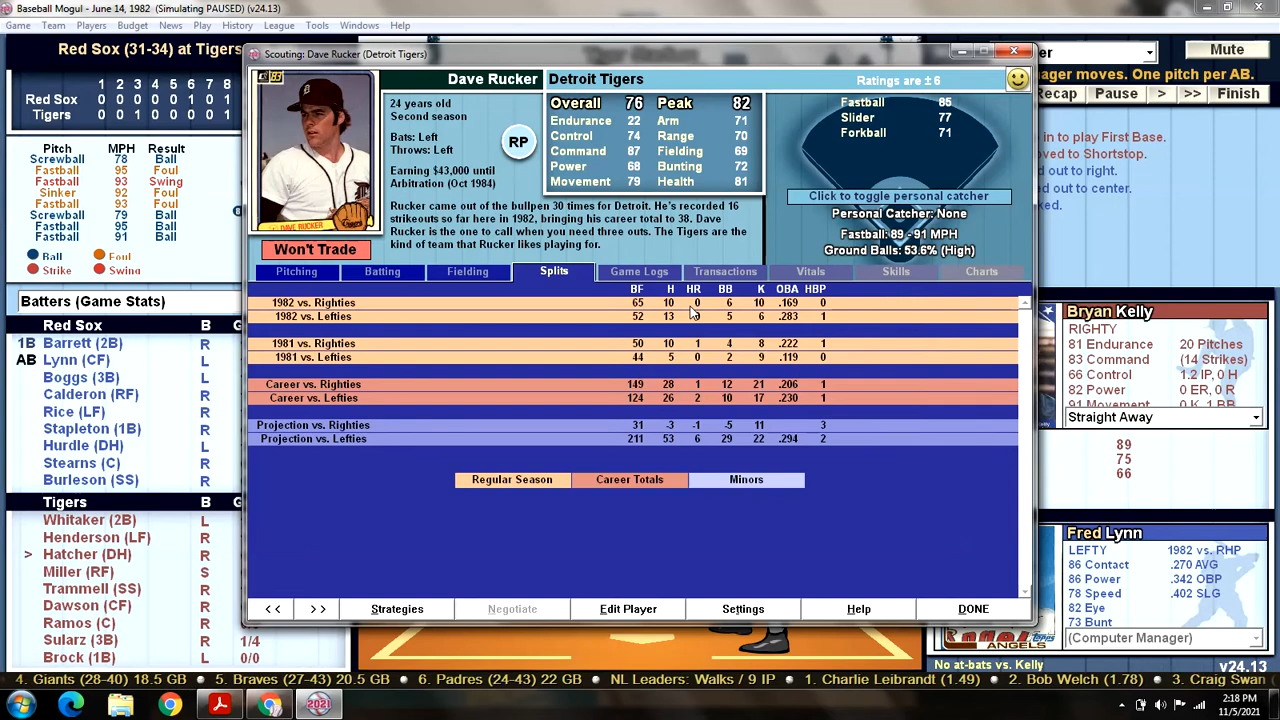 Baseball Mogul - June 14, 1982 (Simulating PAUSED) (v24.13)
Game Team Players Budget News Play History League Tools Windows Help
Red Sox (31-34) at Tigers
1 2 3 4 5 6 7 8
Red Sox 0 0 0 0 0 1 0 1
Tigers 0 0 1 0 0 0 0
Pitch MPH Result
Screwball 78 Ball
Fastball 95 Foul
Fastball 93 Swing
Sinker 92 Foul
Fastball 93 Foul
Screwball 79 Ball
Fastball 95 Ball
Fastball 91 Ball
Ball Foul
Strike Swing
Batters (Game Stats)
Red Sox B
1B Barrett (2B) R
AB Lynn (CF) L
Boggs (3B) L
Calderon (RF) R
Rice (LF) R
Stapleton (1B) R
Hurdle (DH) L
Stearns (C) R
Burleson (SS) R
Tigers B
Whitaker (2B) L
Henderson (LF) R
> Hatcher (DH) R
Miller (RF) S
Trammell (SS) R
Dawson (CF) R
Ramos (C) R
Sularz (3B) R 1/4
Brock (1B) L 0/0
Scouting: Dave Rucker (Detroit Tigers)
83
DAVE RUCKER
Won't Trade
Dave Rucker
24 years old
Second season
Bats: Left
Throws: Left
Earning $43,000 until
Arbitration (Oct 1984)
RP
Detroit Tigers
Ratings are ± 6
Overall 76 Peak 82
Endurance 22 Arm 71
Control 74 Range 70
Command 87 Fielding 69
Power 68 Bunting 72
Movement 79 Health 81
Fastball 85
Slider 77
Forkball 71
Click to toggle personal catcher
Personal Catcher: None
Fastball: 89 - 91 MPH
Ground Balls: 53.6% (High)
Rucker came out of the bullpen 30 times for Detroit. He's recorded 16
strikeouts so far here in 1982, bringing his career total to 38. Dave
Rucker is the one to call when you need three outs. The Tigers are the
kind of team that Rucker likes playing for.
Pitching Batting Fielding Splits Game Logs Transactions Vitals Skills Charts
BF H HR BB K OBA HBP
1982 vs. Righties 65 10 0 6 10 .169 0
1982 vs. Lefties 52 13 5 6 .283 1
1981 vs. Righties 50 10 1 4 8 .222 1
1981 vs. Lefties 44 5 0 2 9 .119 0
Career vs. Righties 149 28 1 12 21 .206 1
Career vs. Lefties 124 26 2 10 17 .230 1
Projection vs. Righties 31 -3 -1 -5 11 3
Projection vs. Lefties 211 53 6 29 22 .294 2
Regular Season Career Totals Minors
<< >> Strategies Negotiate Edit Player Settings Help DONE
Mute
nager moves. One pitch per AB.
Recap Pause > >> Finish
in to play First Base.
oved to Shortstop.
d out to right.
d out to center.
ked.
Bryan Kelly
RIGHTY
81 Endurance 20 Pitches
83 Command (14 Strikes)
66 Control 1.2 IP, 0 H
82 Power 0 ER, 0 R
91 Movement 0 K, 1 BB
Straight Away
89
75
66
Fred Lynn
LEFTY 1982 vs. RHP
86 Contact .270 AVG
86 Power .342 OBP
78 Speed .402 SLG
82 Eye
73 Bunt
(Computer Manager)
Topps
ANGELS
No at-bats vs. Kelly
v24.13
4. Giants (28-40) 18.5 GB 5. Braves (27-43) 20.5 GB 6. Padres (24-43) 22 GB NL Leaders: Walks / 9 IP 1. Charlie Leibrandt (1.49) 2. Bob Welch (1.78) 3. Craig Swan
2021
2:18 PM
11/5/2021